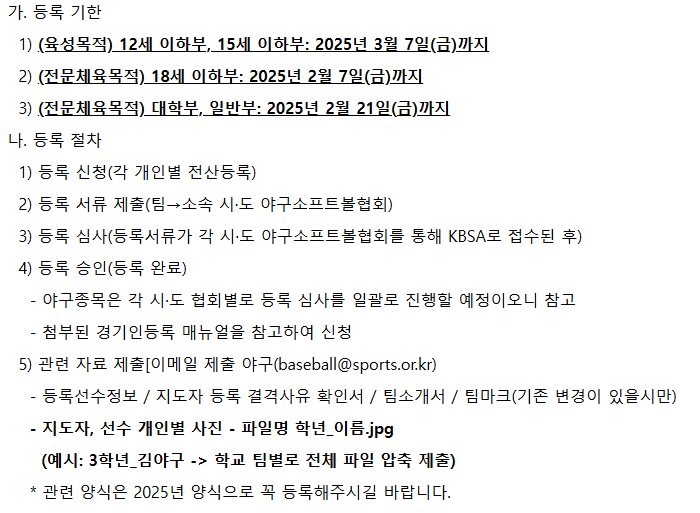 가. 등록 기한
1) (육성목적) 12세 이하부, 15세 이하부: 2025년 3월 7일(금)까지
2) (전문체육목적) 18세 이하부: 2025년 2월 7일(금)까지
3) (전문체육목적) 대학부, 일반부: 2025년 2월 21일(금)까지
나. 등록 절차
1) 등록 신청(각 개인별 전산등록)
2) 등록 서류 제출(팀→소속 시·도 야구소프트볼협회)
3) 등록 심사(등록서류가 각 시·도 야구소프트볼협회를 통해 KBSA로 접수된 후)
4) 등록 승인(등록 완료)
- 야구종목은 각 시·도 협회별로 등록 심사를 일괄로 진행할 예정이오니 참고
- 첨부된 경기인등록 매뉴얼을 참고하여 신청
5) 관련 자료 제출[이메일 제출 야구(baseball@sports.or.kr)
- 등록선수정보 / 지도자 등록 결격사유 확인서 / 팀소개서 / 팀마크(기존 변경이 있을시만)
- 지도자, 선수 개인별 사진 - 파일명 학년_이름.jpg
(예시: 3학년_김야구 -> 학교 팀별로 전체 파일 압축 제출)
* 관련 양식은 2025년 양식으로 꼭 등록해주시길 바랍니다.